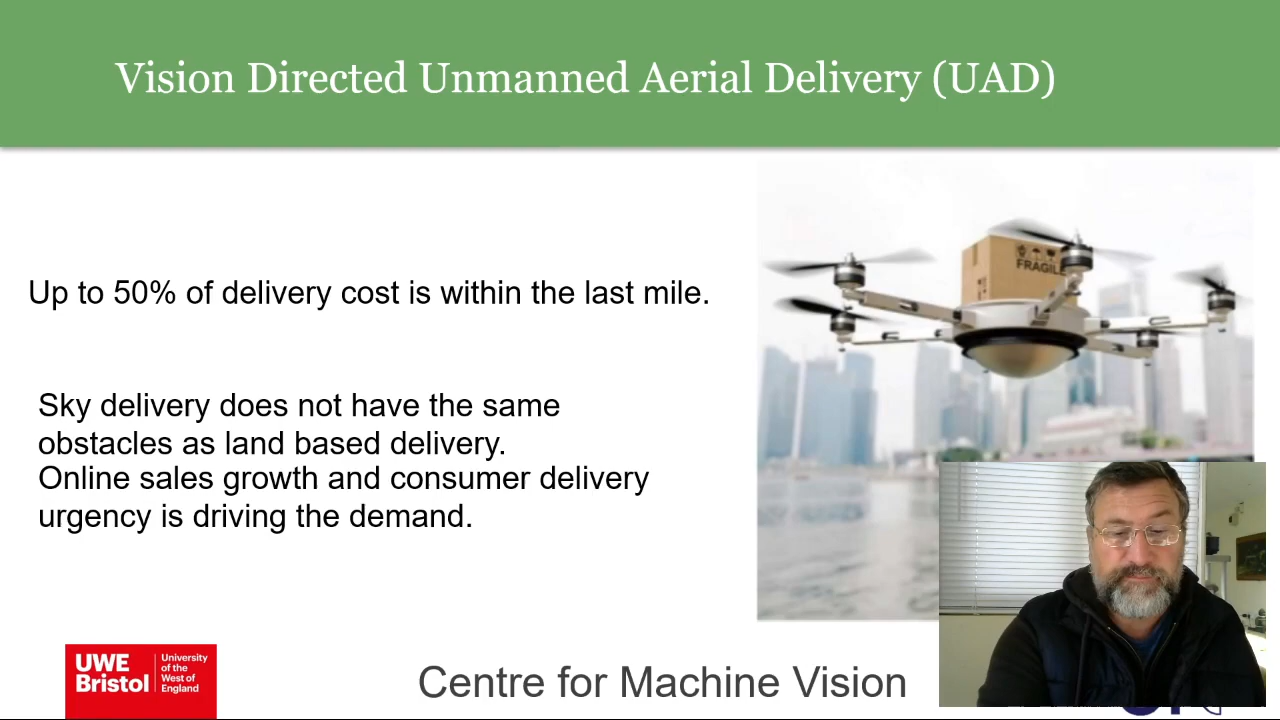 Vision Directed Unmanned Aerial Delivery (UAD)
Up to 50% of delivery cost is within the last mile.
Sky delivery does not have the same
obstacles as land based delivery.
Online sales growth and consumer delivery
urgency is driving the demand.
FRAGILE
UWE
Bristol
University
of the
West of
England
Centre for Machine Vision